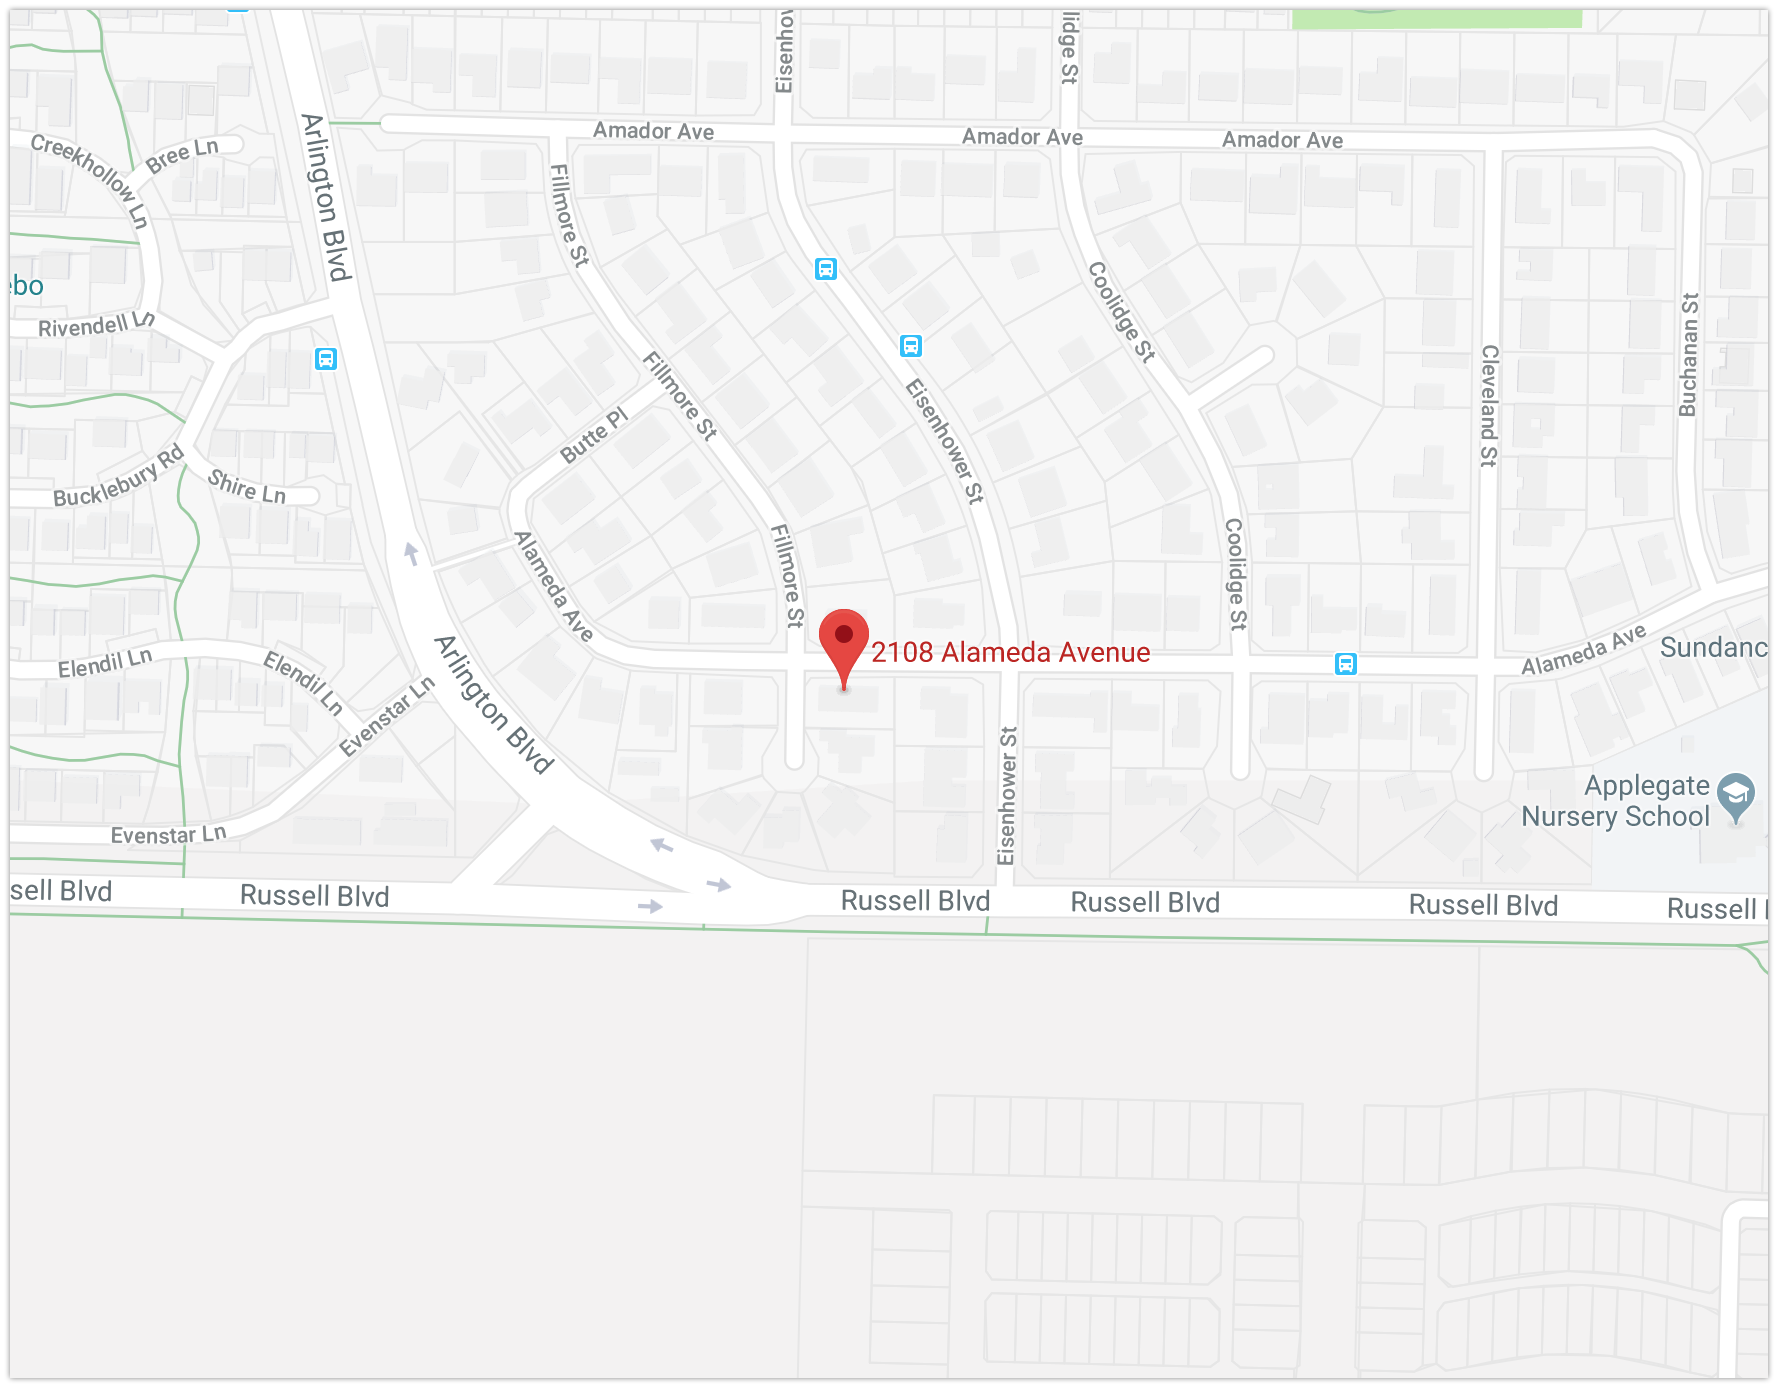 Eisenhow
lidge St
Amador Ave
Amador Ave
Amador Ave
Arlington Blvd
Creekhollow Ln
Bree Ln
Fillmore St
ebo
Rivendell Ln
Coolidge St
Buchanan St
Cleveland St
Fillmore St
Butte Pl
Eisenhower St
Bucklebury Rd
Shire Ln
Alameda Ave
Fillmore St
Coolidge St
2108 Alameda Avenue
Alameda Ave
Sundanc
Elendil Ln
Elendil Ln
Evenstar Ln
Arlington Blvd
Eisenhower St
Applegate
Nursery School
Evenstar Ln
sell Blvd
Russell Blvd
Russell Blvd
Russell Blvd
Russell Blvd
Russell